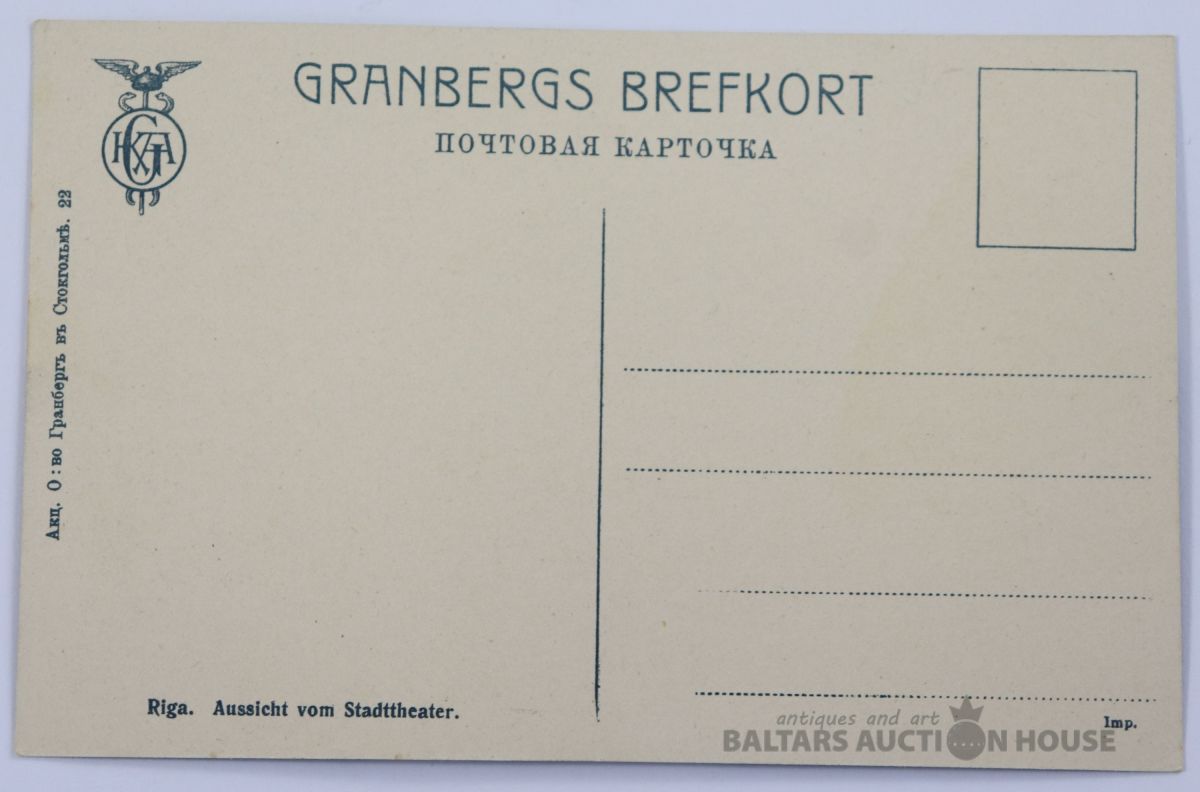 GRANBERGS BREFKORT
ПОЧТОВАЯ КАРТОЧКА
Акц. О:во Гранбергъ въ Стокгольмѣ. 22
Riga. Aussicht vom Stadttheater.
Imp.
antiques and art
BALTARS AUCTION HOUSE